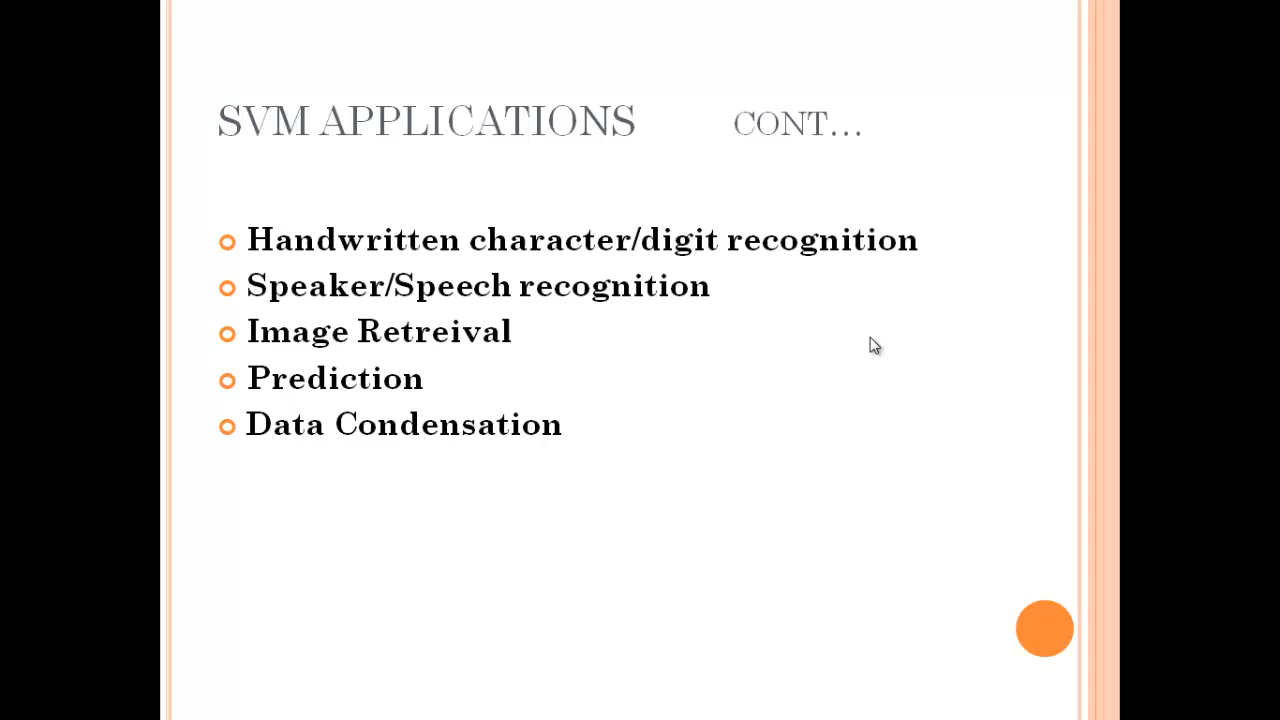 SVM APPLICATIONS CONT...
Handwritten character/digit recognition
Speaker/Speech recognition
Image Retreival
Prediction
Data Condensation